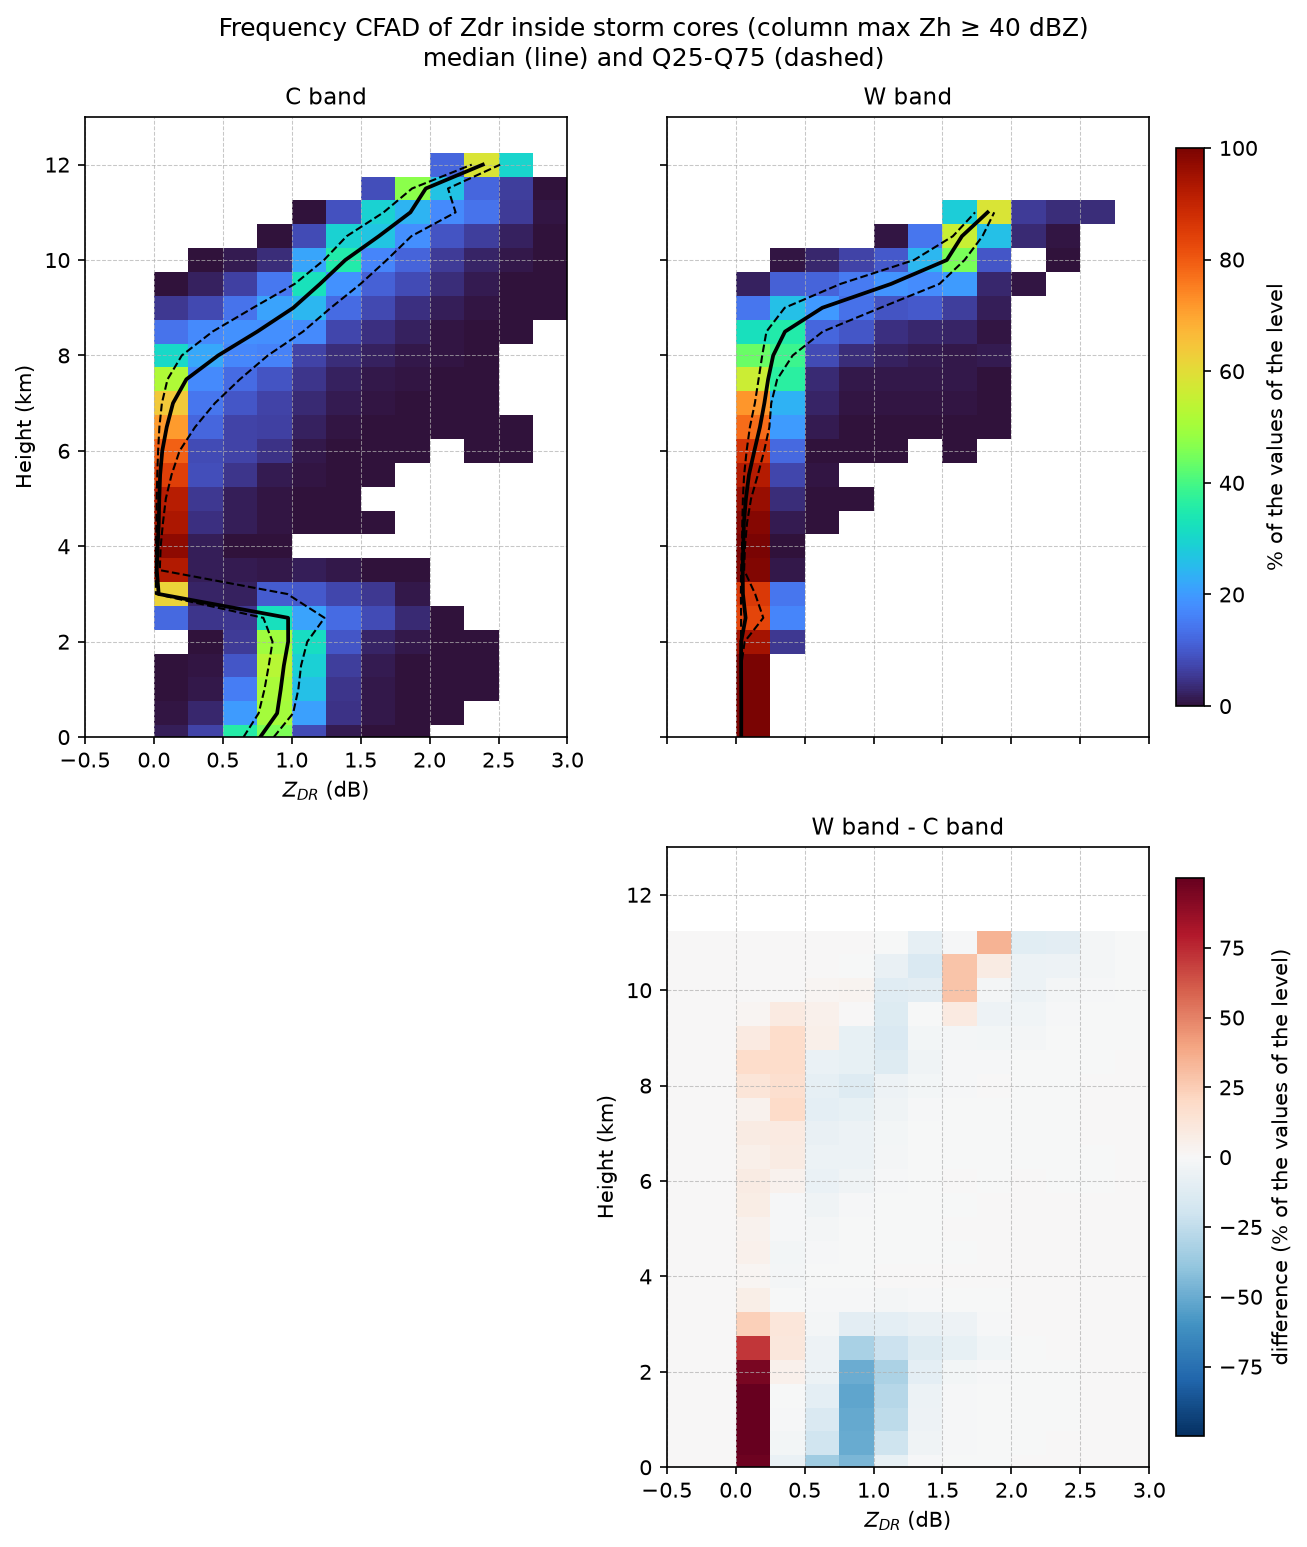 Frequency CFAD of Zdr inside storm cores (column max Zh ≥ 40 dBZ)
median (line) and Q25-Q75 (dashed)
C band
W band
12
10
8
6
4
2
0
Height (km)
−0.5 0.0 0.5 1.0 1.5 2.0 2.5 3.0
Z_DR (dB)
100
80
60
40
20
0
% of the values of the level
W band - C band
12
10
8
6
4
2
0
Height (km)
−0.5 0.0 0.5 1.0 1.5 2.0 2.5 3.0
Z_DR (dB)
75
50
25
0
−25
−50
−75
difference (% of the values of the level)